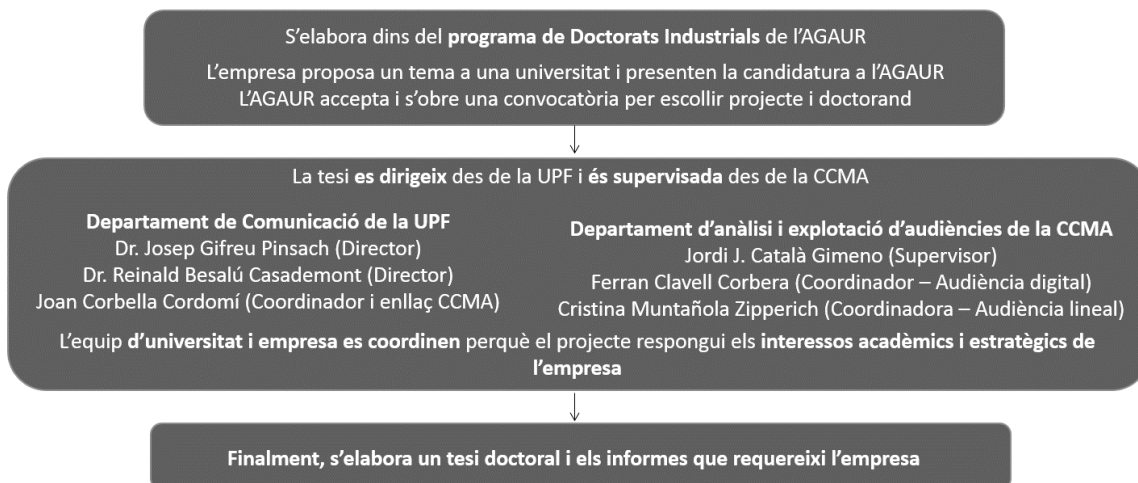 S’elabora dins del programa de Doctorats Industrials de l’AGAUR
L’empresa proposa un tema a una universitat i presenten la candidatura a l’AGAUR
L’AGAUR accepta i s’obre una convocatòria per escollir projecte i doctorand
La tesi es dirigeix des de la UPF i és supervisada des de la CCMA
Departament de Comunicació de la UPF
Dr. Josep Gifreu Pinsach (Director)
Dr. Reinald Besalú Casademont (Director)
Joan Corbella Cordomí (Coordinador i enllaç CCMA)
Departament d’anàlisi i explotació d’audiències de la CCMA
Jordi J. Català Gimeno (Supervisor)
Ferran Clavell Corbera (Coordinador – Audiència digital)
Cristina Muntañola Zipperich (Coordinadora – Audiència lineal)
L’equip d’universitat i empresa es coordinen perquè el projecte respongui els interessos acadèmics i estratègics de
l’empresa
Finalment, s’elabora un tesi doctoral i els informes que requereixi l’empresa